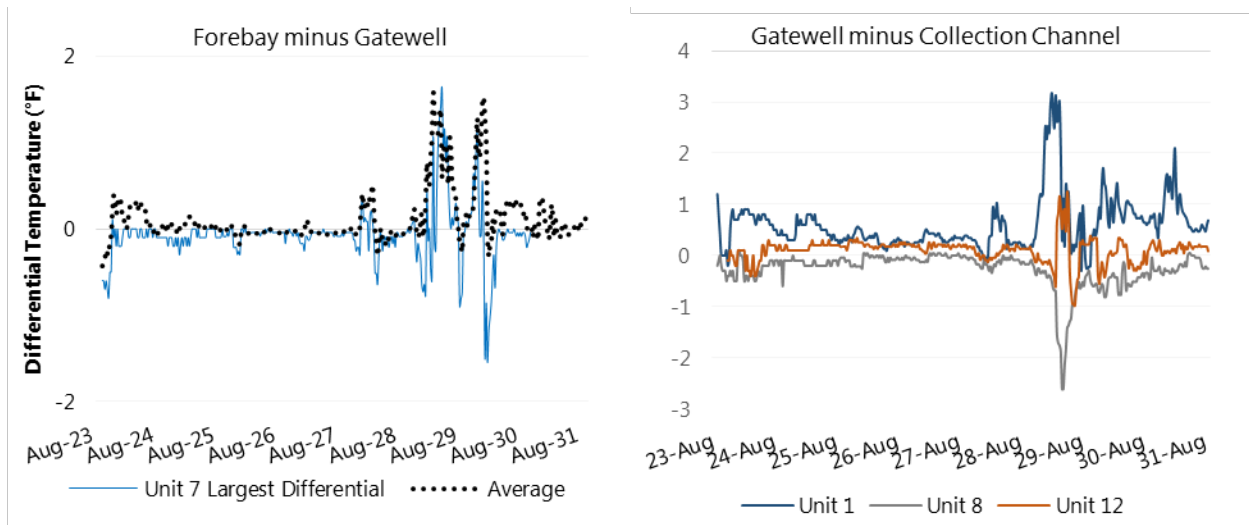 Forebay minus Gatewell
Differential Temperature (°F)
2
0
-2
Aug-23
Aug-24
Aug-25
Aug-26
Aug-27
Aug-28
Aug-29
Aug-30
Aug-31
Unit 7 Largest Differential
Average
Gatewell minus Collection Channel
4
3
2
1
0
-1
-2
-3
23-Aug
24-Aug
25-Aug
26-Aug
27-Aug
28-Aug
29-Aug
30-Aug
31-Aug
Unit 1
Unit 8
Unit 12